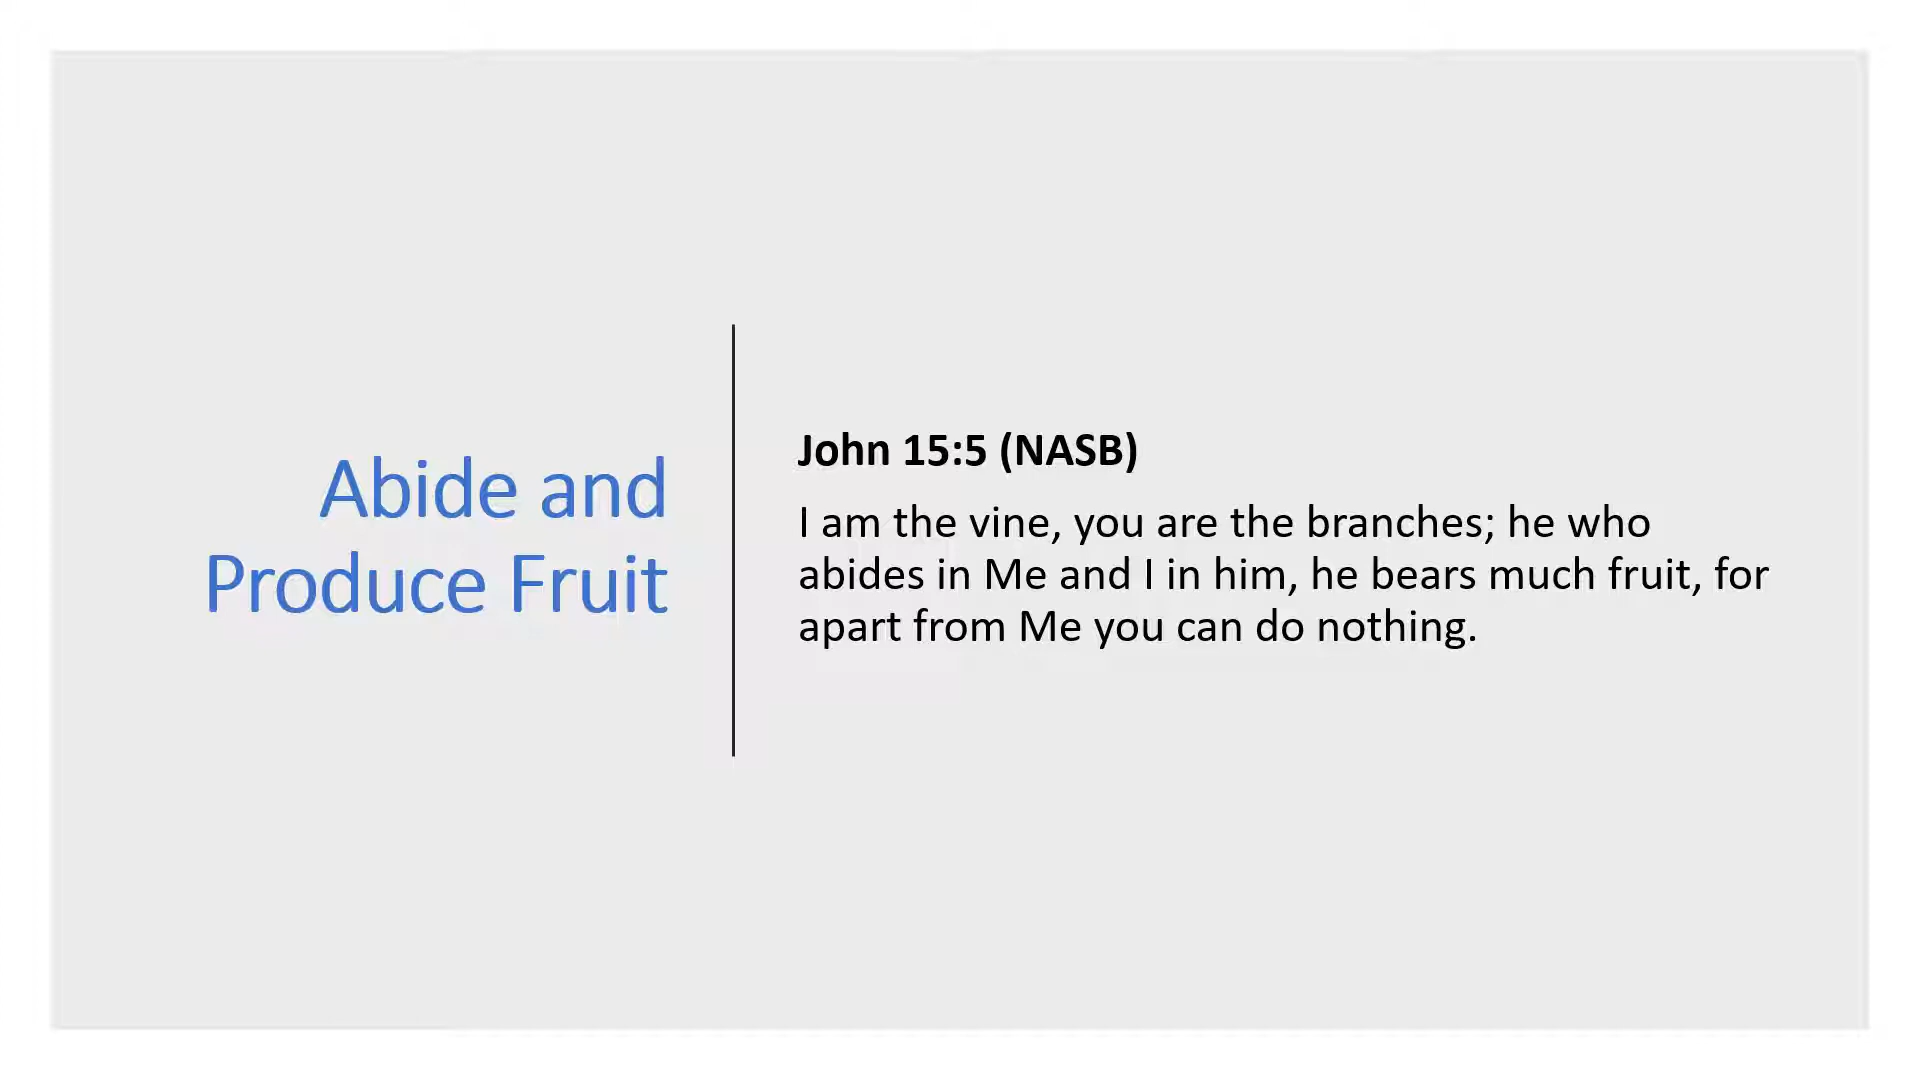 Abide and
Produce Fruit
John 15:5 (NASB)
I am the vine, you are the branches; he who
abides in Me and I in him, he bears much fruit, for
apart from Me you can do nothing.